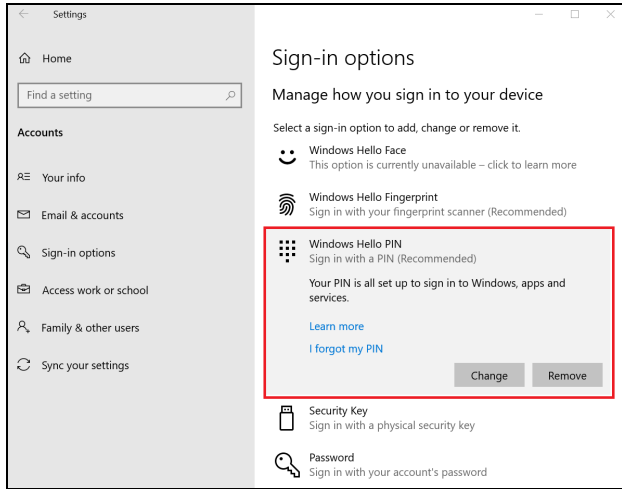 Settings
Home
Find a setting
Accounts
Your info
Email & accounts
Sign-in options
Access work or school
Family & other users
Sync your settings
Sign-in options
Manage how you sign in to your device
Select a sign-in option to add, change or remove it.
Windows Hello Face
This option is currently unavailable – click to learn more
Windows Hello Fingerprint
Sign in with your fingerprint scanner (Recommended)
Windows Hello PIN
Sign in with a PIN (Recommended)
Your PIN is all set up to sign in to Windows, apps and
services.
Learn more
I forgot my PIN
Change Remove
Security Key
Sign in with a physical security key
Password
Sign in with your account's password